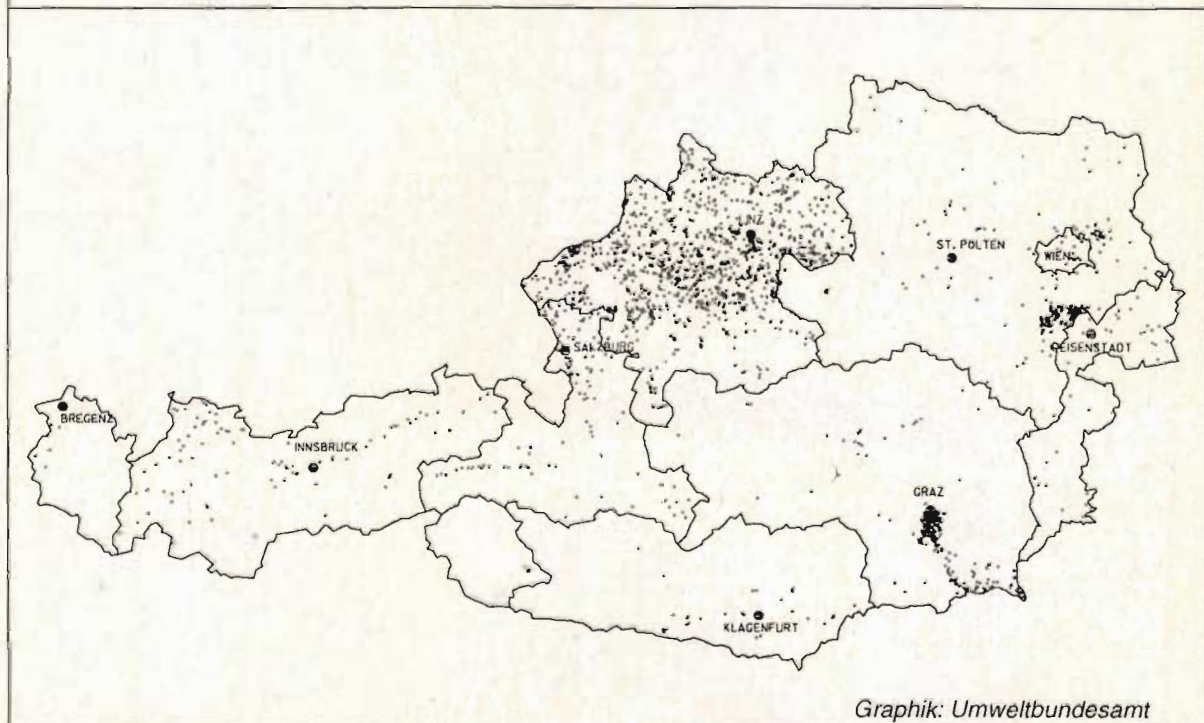 LINZ
ST. PÖLTEN
WIEN
EISENSTADT
SALZBURG
BREGENZ
INNSBRUCK
GRAZ
KLAGENFURT
Graphik: Umweltbundesamt